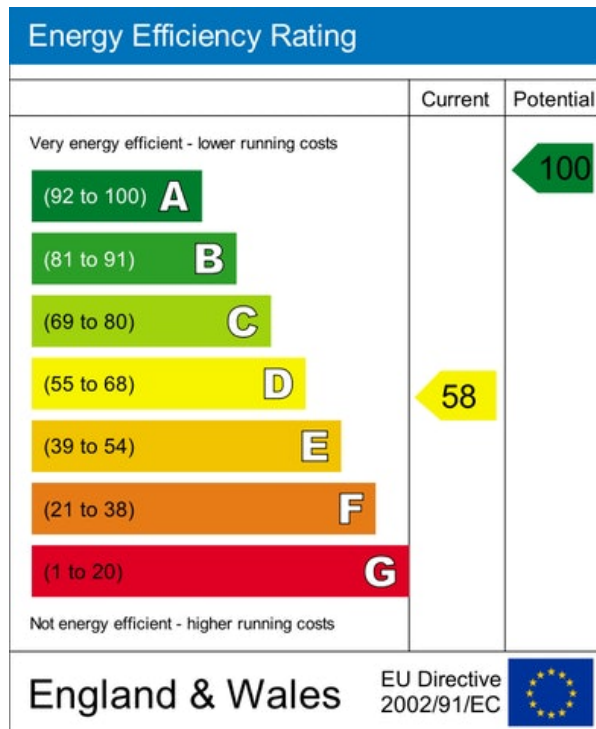 Energy Efficiency Rating
Current Potential
Very energy efficient - lower running costs
100
(92 to 100) A
(81 to 91) B
(69 to 80) C
(55 to 68) D
58
(39 to 54) E
(21 to 38) F
(1 to 20) G
Not energy efficient - higher running costs
England & Wales
EU Directive
2002/91/EC